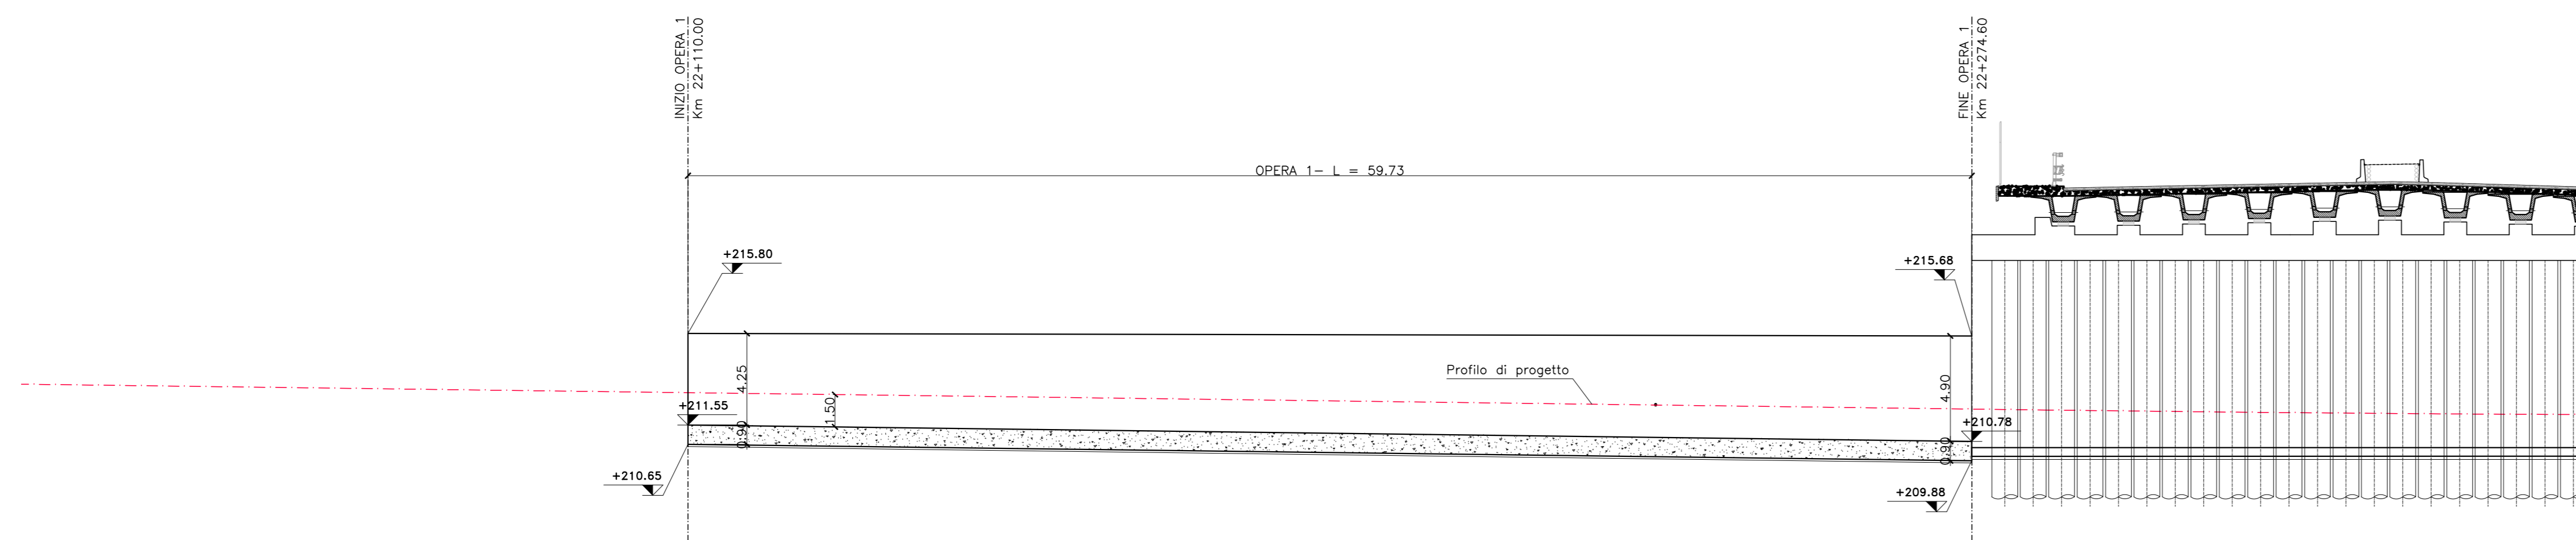 INIZIO OPERA 1
Km 22+110.00
FINE OPERA 1
Km 22+274.60
OPERA 1- L = 59.73
+215.80
+215.68
4.25
1.50
Profilo di progetto
4.90
+211.55
+210.78
0.90
0.90
+210.65
+209.88